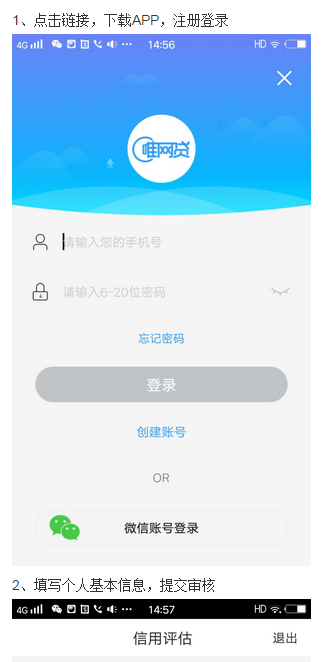 1、点击链接，下载APP，注册登录
4G 14:56 HD
唯网贷
请输入您的手机号
请输入6-20位密码
忘记密码
登录
创建账号
OR
微信账号登录
2、填写个人基本信息，提交审核
4G 14:57 HD
信用评估 退出